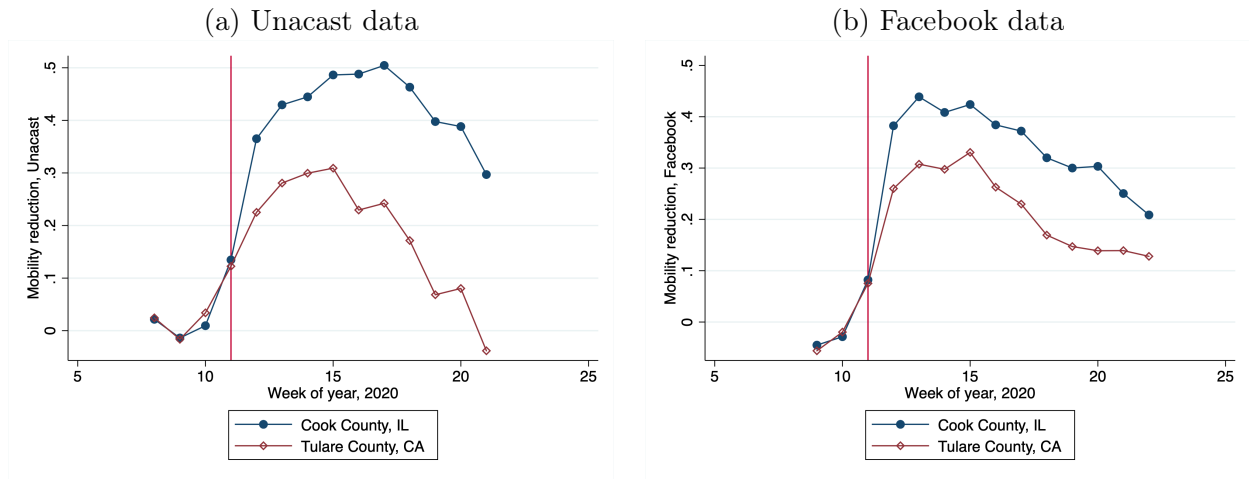 (a) Unacast data
Mobility reduction, Unacast
.5
.4
.3
.2
.1
0
5 10 15 20 25
Week of year, 2020
Cook County, IL
Tulare County, CA
(b) Facebook data
Mobility reduction, Facebook
.5
.4
.3
.2
.1
0
5 10 15 20 25
Week of year, 2020
Cook County, IL
Tulare County, CA